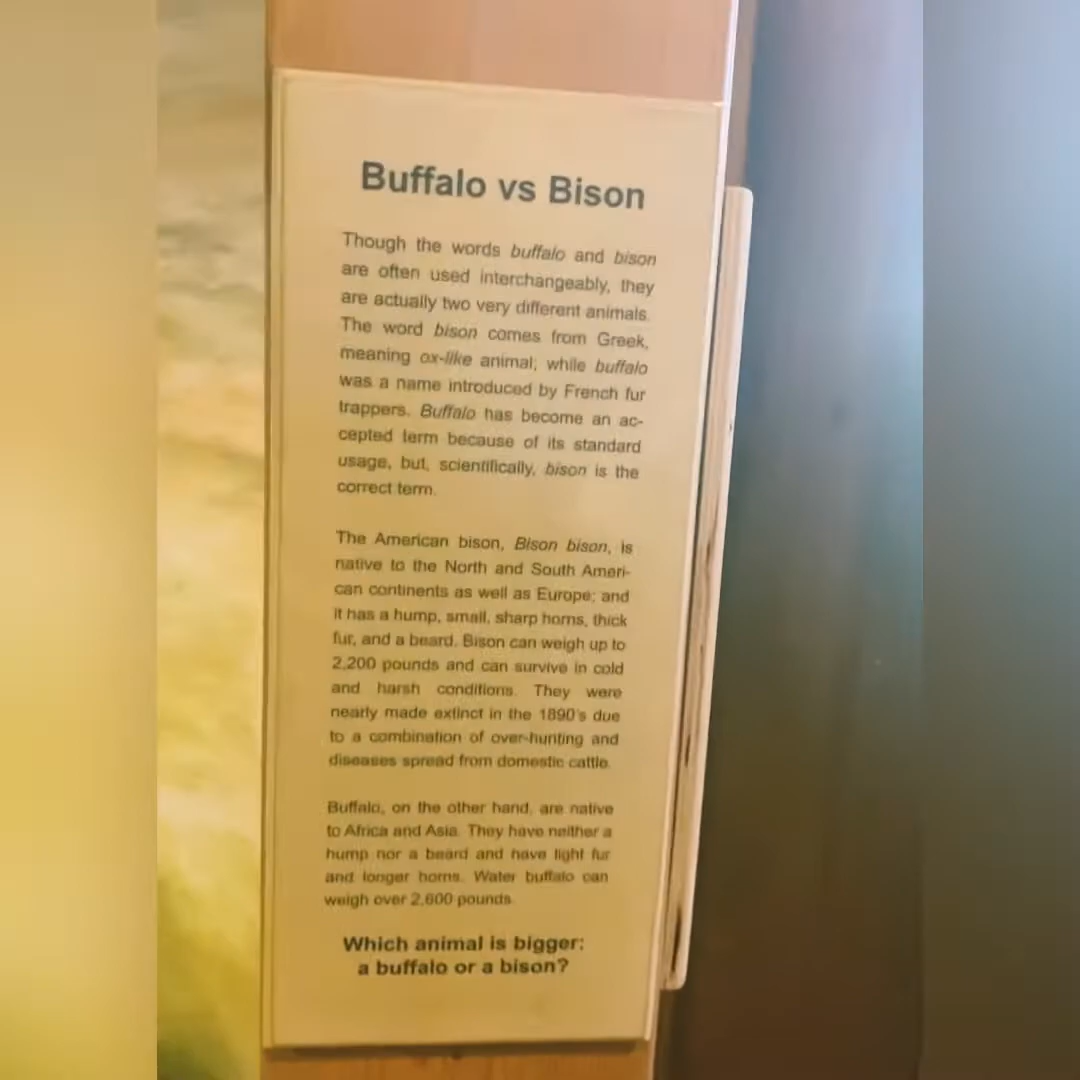 Buffalo vs Bison
Though the words buffalo and bison
are often used interchangeably, they
are actually two very different animals.
The word bison comes from Greek,
meaning ox-like animal; while buffalo
was a name introduced by French fur
trappers. Buffalo has become an ac-
cepted term because of its standard
usage, but, scientifically, bison is the
correct term.
The American bison, Bison bison, is
native to the North and South Ameri-
can continents as well as Europe; and
it has a hump, small, sharp horns, thick
fur, and a beard. Bison can weigh up to
2,200 pounds and can survive in cold
and harsh conditions. They were
nearly made extinct in the 1890's due
to a combination of over-hunting and
diseases spread from domestic cattle.
Buffalo, on the other hand, are native
to Africa and Asia. They have neither a
hump nor a beard and have light fur
and longer horns. Water buffalo can
weigh over 2,600 pounds.
Which animal is bigger:
a buffalo or a bison?